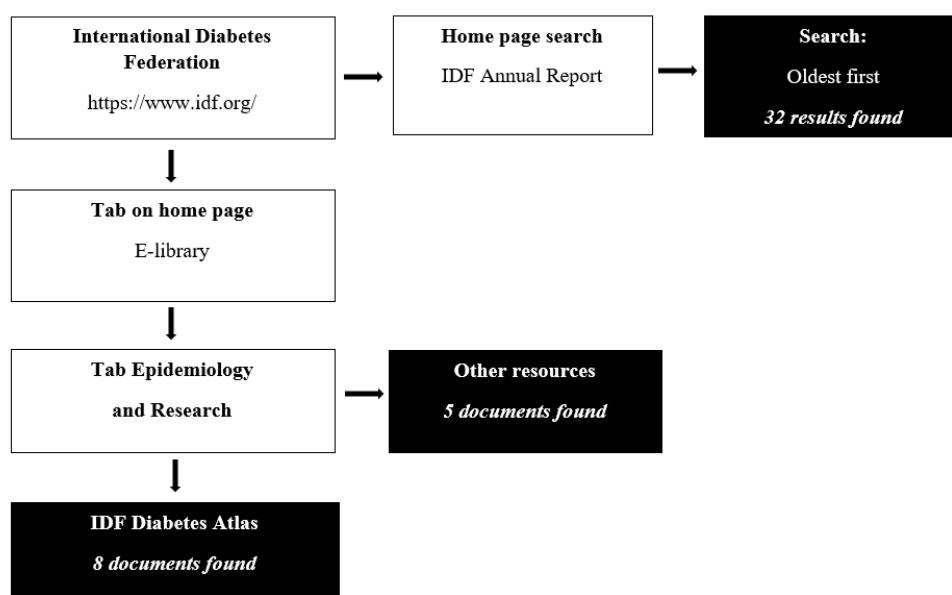 International Diabetes
Federation
https://www.idf.org/
Home page search
IDF Annual Report
Search:
Oldest first
32 results found
Tab on home page
E-library
Tab Epidemiology
and Research
Other resources
5 documents found
IDF Diabetes Atlas
8 documents found